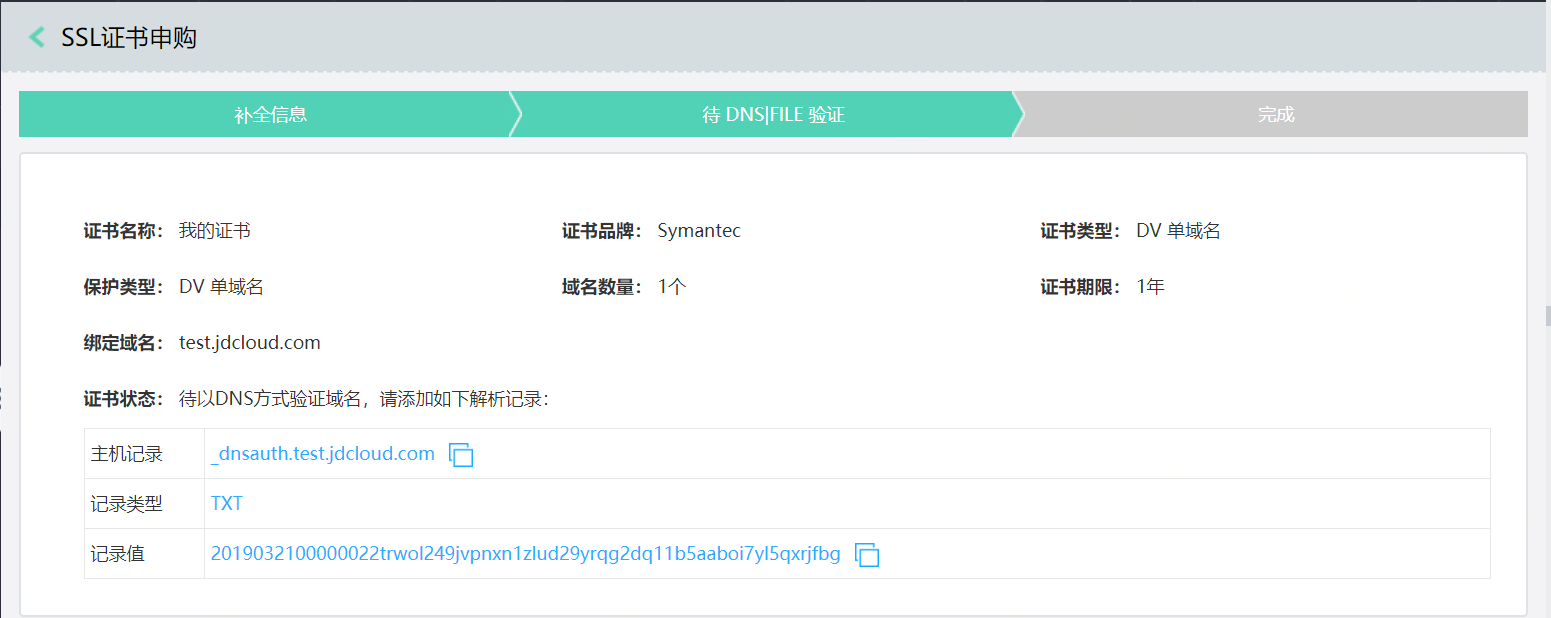 SSL证书申购
补全信息 待 DNS|FILE 验证 完成
证书名称： 我的证书 证书品牌： Symantec 证书类型： DV 单域名
保护类型： DV 单域名 域名数量： 1个 证书期限： 1年
绑定域名： test.jdcloud.com
证书状态： 待以DNS方式验证域名，请添加如下解析记录：
主机记录 _dnsauth.test.jdcloud.com
记录类型 TXT
记录值 2019032100000022trwol249jvpnxn1zlud29yrqg2dq11b5aaboi7yl5qxrjfbg